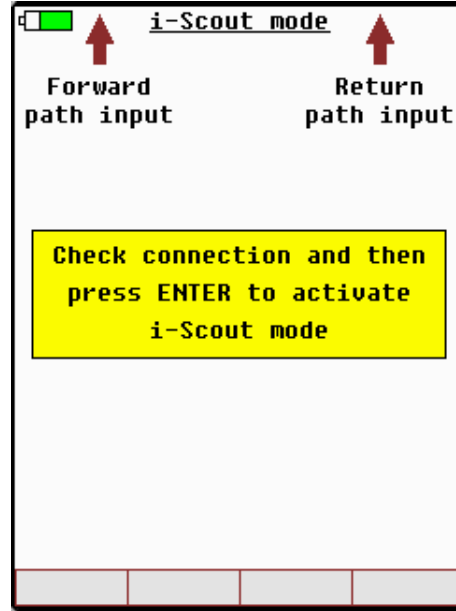 i-Scout mode
Forward
path input
Return
path input
Check connection and then
press ENTER to activate
i-Scout mode